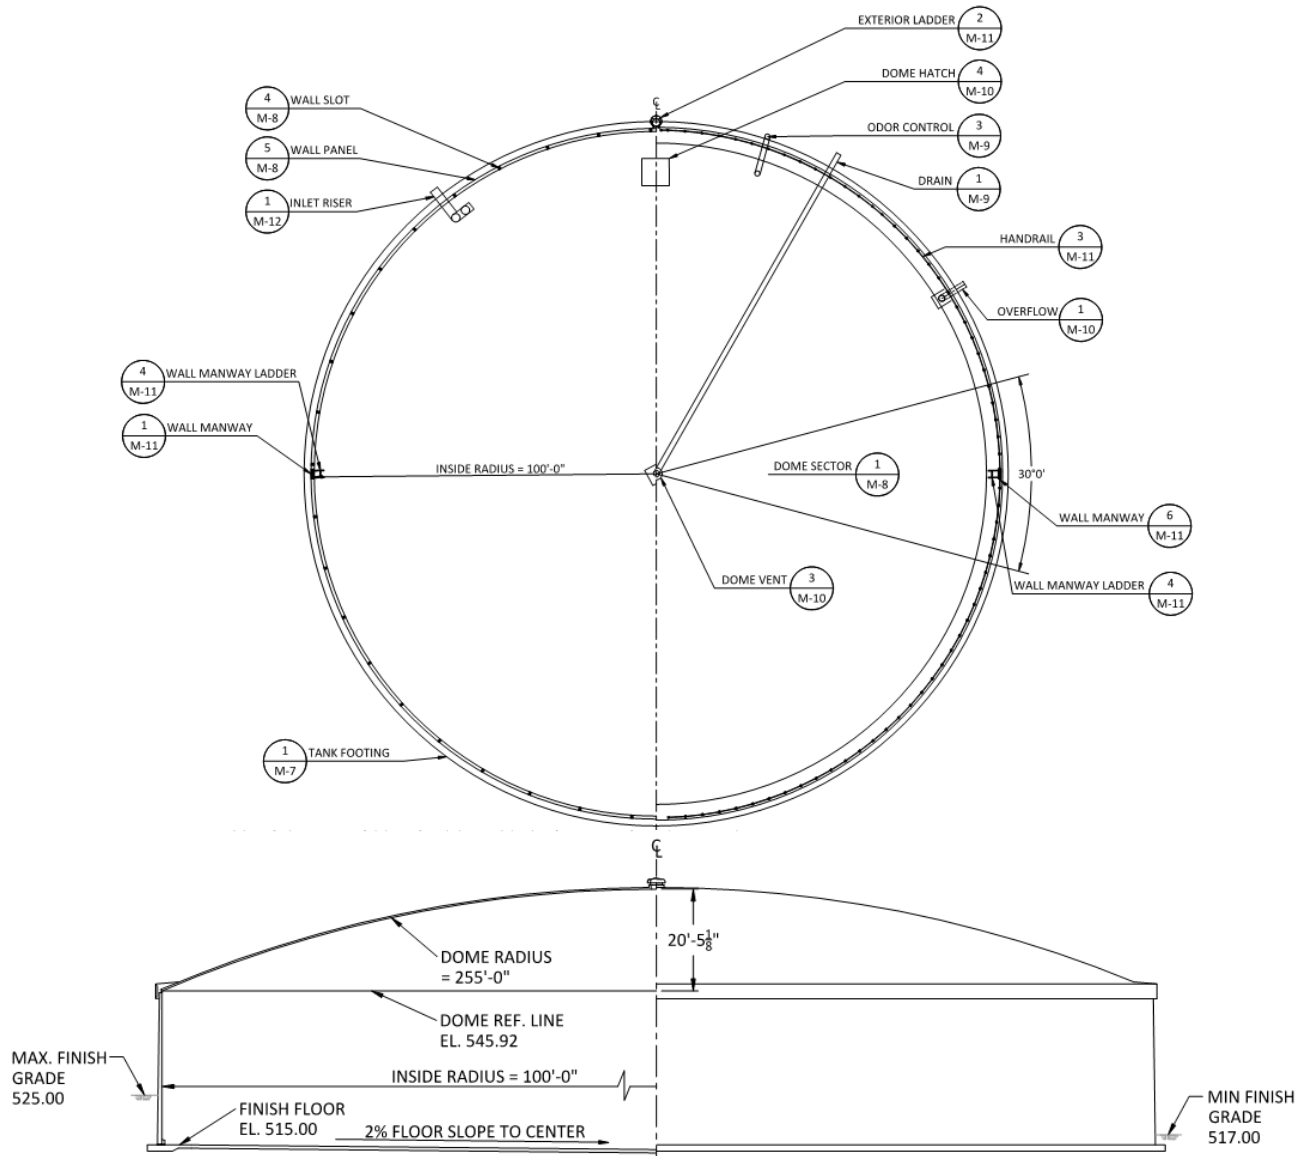 EXTERIOR LADDER 2
M-11
DOME HATCH 4
M-10
℄
4 WALL SLOT
M-8
ODOR CONTROL 3
M-9
5 WALL PANEL
M-8
DRAIN 1
M-9
1 INLET RISER
M-12
HANDRAIL 3
M-11
OVERFLOW 1
M-10
4 WALL MANWAY LADDER
M-11
1 WALL MANWAY
M-11
INSIDE RADIUS = 100'-0"
DOME SECTOR 1
M-8
30°0'
WALL MANWAY 6
M-11
DOME VENT 3
M-10
WALL MANWAY LADDER 4
M-11
1 TANK FOOTING
M-7
℄
20'-5 1/8"
DOME RADIUS
= 255'-0"
DOME REF. LINE
EL. 545.92
MAX. FINISH
GRADE
525.00
INSIDE RADIUS = 100'-0"
FINISH FLOOR
EL. 515.00
2% FLOOR SLOPE TO CENTER
MIN FINISH
GRADE
517.00